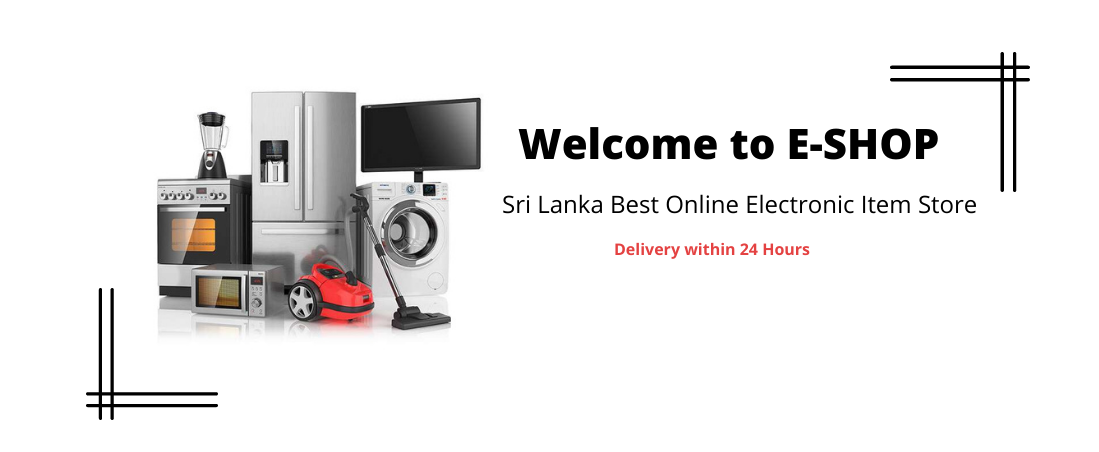 Welcome to E-SHOP
Sri Lanka Best Online Electronic Item Store
Delivery within 24 Hours